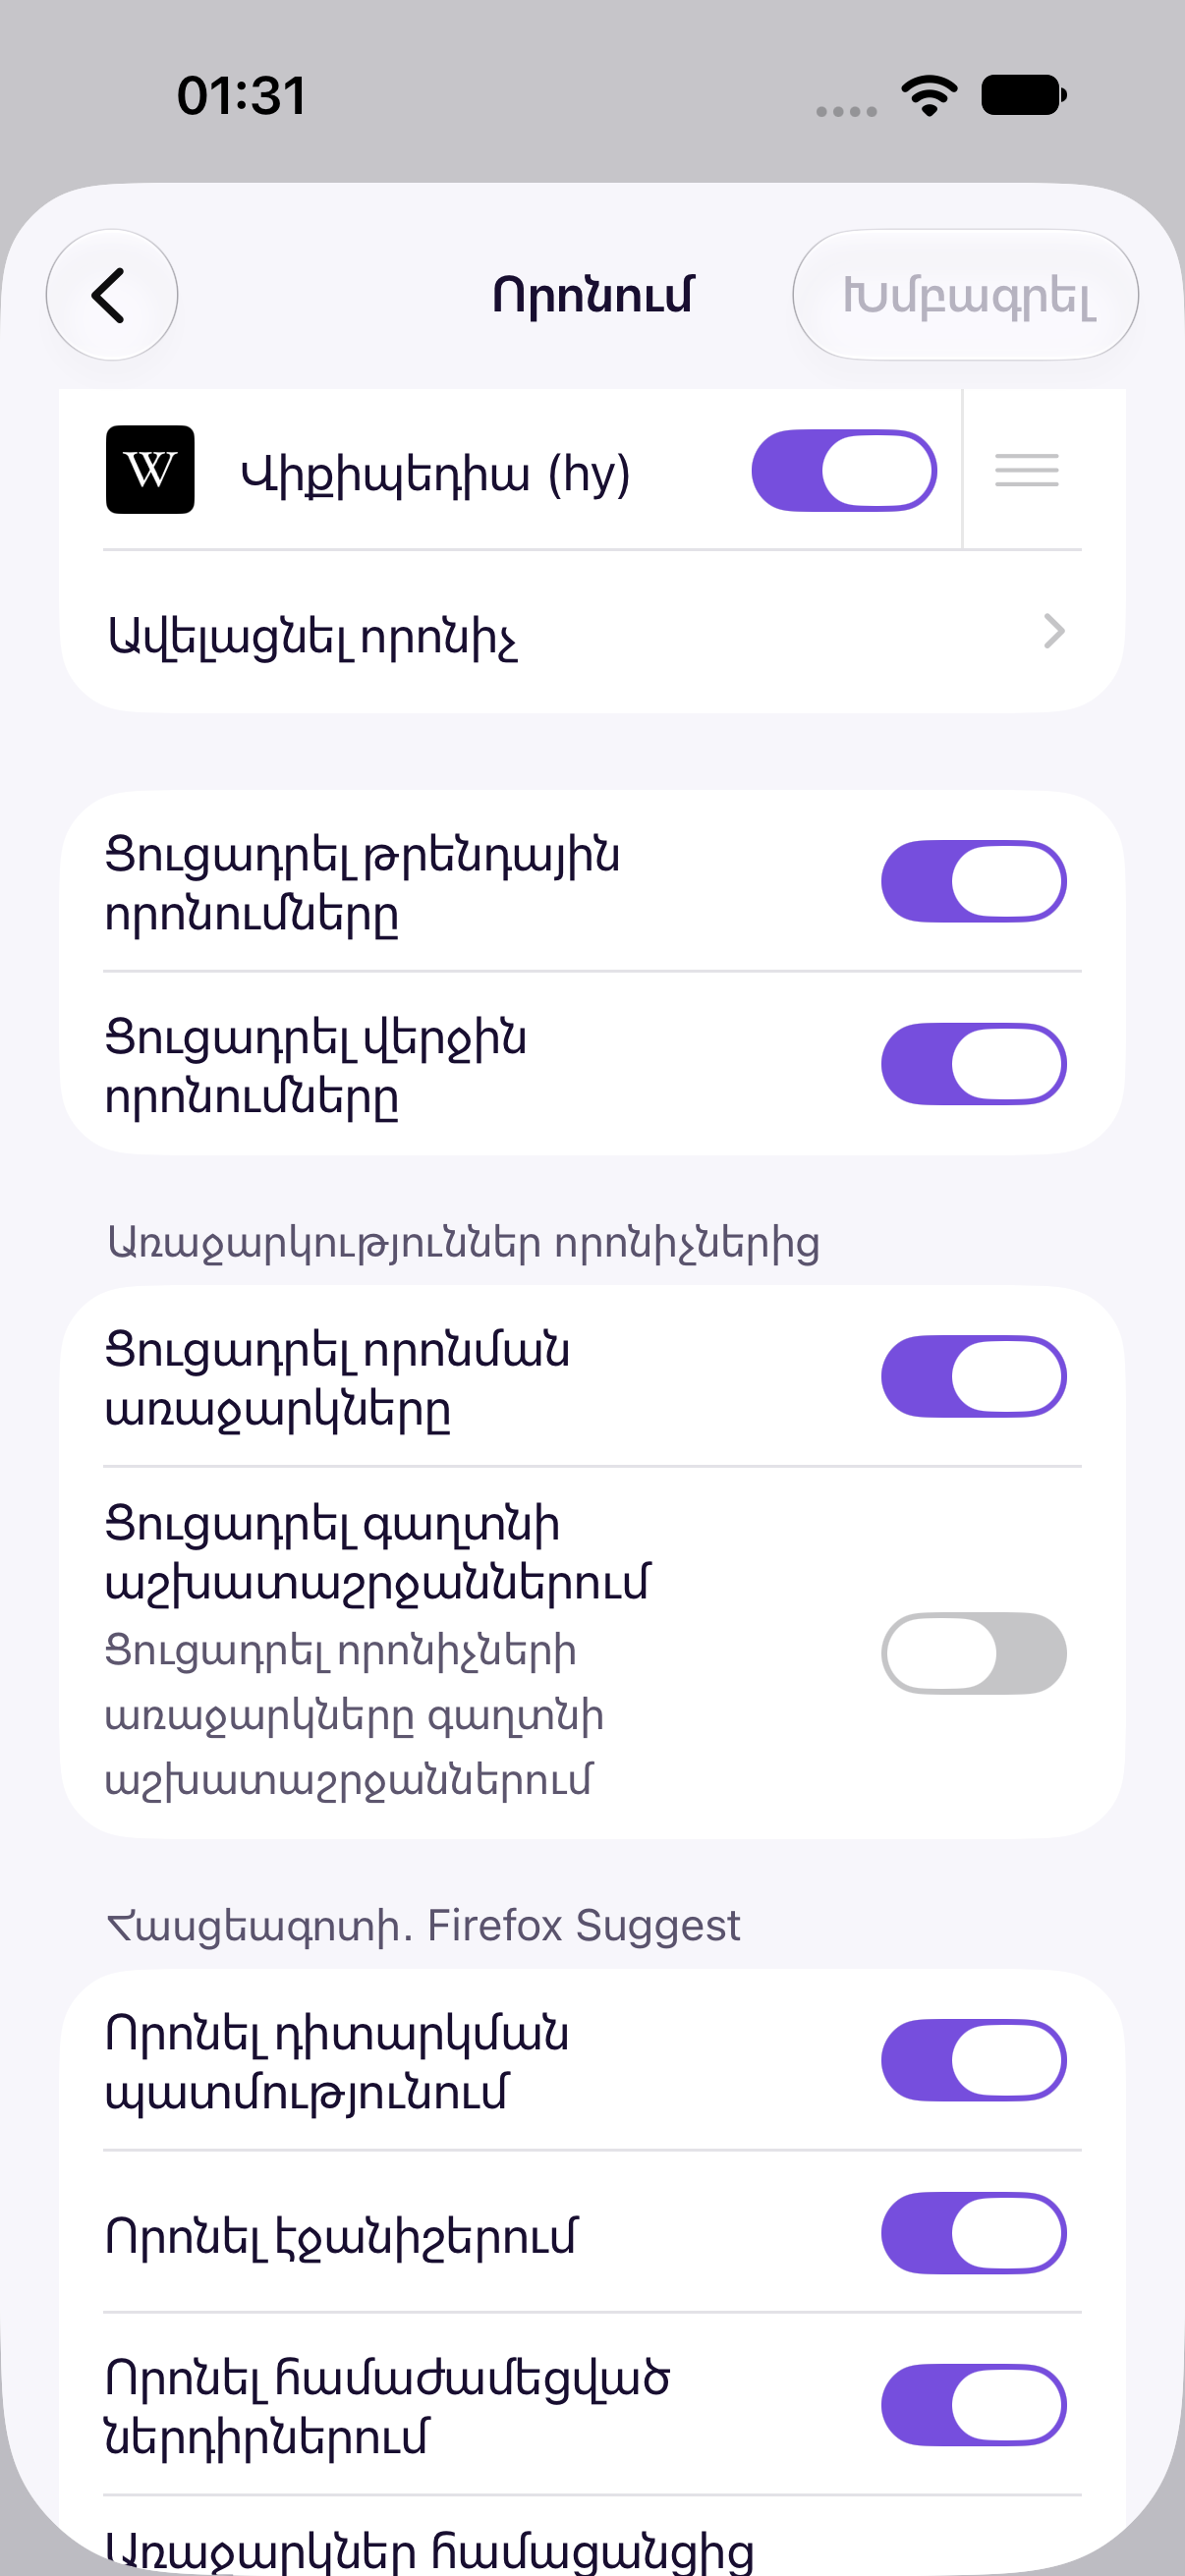 01:31
Որոնում
Խմբագրել
W
Վիքիպեդիա (hy)
Ավելացնել որոնիչ
Ցուցադրել թրենդային
որոնումները
Ցուցադրել վերջին
որոնումները
Առաջարկություններ որոնիչներից
Ցուցադրել որոնման
առաջարկները
Ցուցադրել գաղտնի
աշխատաշրջաններում
Ցուցադրել որոնիչների
առաջարկները գաղտնի
աշխատաշրջաններում
Հասցեագոտի. Firefox Suggest
Որոնել դիտարկման
պատմությունում
Որոնել էջանիշերում
Որոնել համաժամեցված
ներդիրներում
Առաջարկներ համացանցից